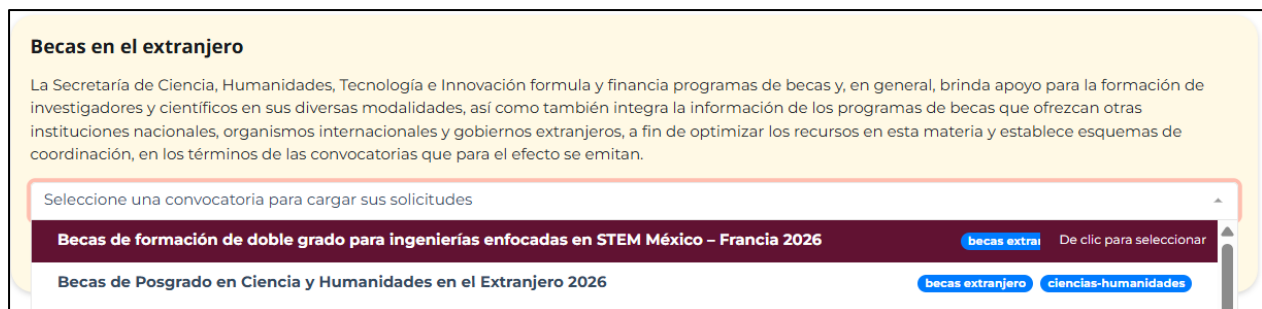 Becas en el extranjero
La Secretaría de Ciencia, Humanidades, Tecnología e Innovación formula y financia programas de becas y, en general, brinda apoyo para la formación de
investigadores y científicos en sus diversas modalidades, así como también integra la información de los programas de becas que ofrezcan otras
instituciones nacionales, organismos internacionales y gobiernos extranjeros, a fin de optimizar los recursos en esta materia y establece esquemas de
coordinación, en los términos de las convocatorias que para el efecto se emitan.
Seleccione una convocatoria para cargar sus solicitudes
Becas de formación de doble grado para ingenierías enfocadas en STEM México – Francia 2026 becas extra De clic para seleccionar
Becas de Posgrado en Ciencia y Humanidades en el Extranjero 2026 becas extranjero ciencias-humanidades